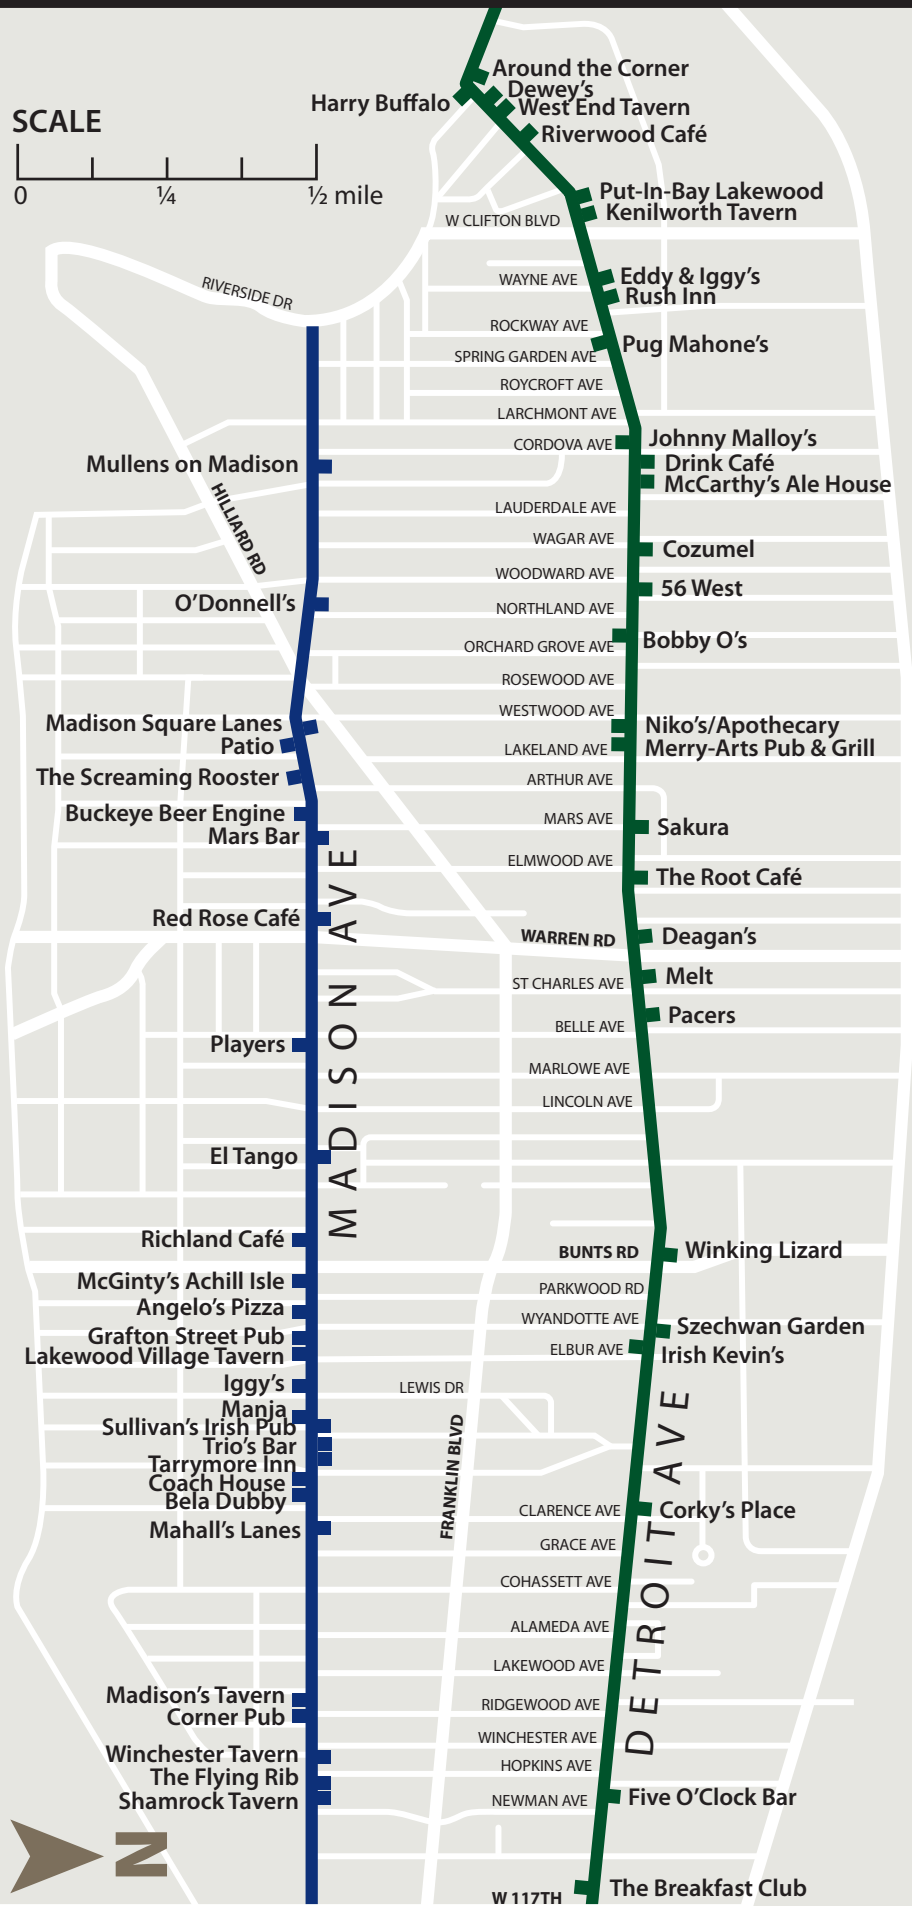 Around the Corner
Dewey's
Harry Buffalo
West End Tavern
SCALE
Riverwood Café
0 ¼ ½ mile
Put-In-Bay Lakewood
Kenilworth Tavern
W CLIFTON BLVD
Eddy & Iggy's
WAYNE AVE
RIVERSIDE DR
Rush Inn
ROCKWAY AVE
Pug Mahone's
SPRING GARDEN AVE
ROYCROFT AVE
LARCHMONT AVE
Johnny Malloy's
CORDOVA AVE
Mullens on Madison
Drink Café
McCarthy's Ale House
HILLIARD RD
LAUDERDALE AVE
WAGAR AVE
Cozumel
WOODWARD AVE
56 West
O'Donnell's
NORTHLAND AVE
Bobby O's
ORCHARD GROVE AVE
ROSEWOOD AVE
WESTWOOD AVE
Madison Square Lanes
Niko's/Apothecary
Patio
LAKELAND AVE
Merry-Arts Pub & Grill
The Screaming Rooster
ARTHUR AVE
Buckeye Beer Engine
MARS AVE
Sakura
Mars Bar
ELMWOOD AVE
The Root Café
Red Rose Café
WARREN RD
Deagan's
MADISON AVE
Melt
ST CHARLES AVE
Pacers
BELLE AVE
Players
MARLOWE AVE
LINCOLN AVE
El Tango
Richland Café
BUNTS RD
Winking Lizard
McGinty's Achill Isle
PARKWOOD RD
Angelo's Pizza
WYANDOTTE AVE
Szechwan Garden
Grafton Street Pub
ELBUR AVE
Irish Kevin's
Lakewood Village Tavern
Iggy's
LEWIS DR
Manja
Sullivan's Irish Pub
Trio's Bar
Tarrymore Inn
FRANKLIN BLVD
Coach House
Bela Dubby
CLARENCE AVE
Corky's Place
Mahall's Lanes
GRACE AVE
DETROIT AVE
COHASSETT AVE
ALAMEDA AVE
LAKEWOOD AVE
Madison's Tavern
RIDGEWOOD AVE
Corner Pub
WINCHESTER AVE
Winchester Tavern
HOPKINS AVE
The Flying Rib
NEWMAN AVE
Five O'Clock Bar
Shamrock Tavern
N
The Breakfast Club
W 117TH